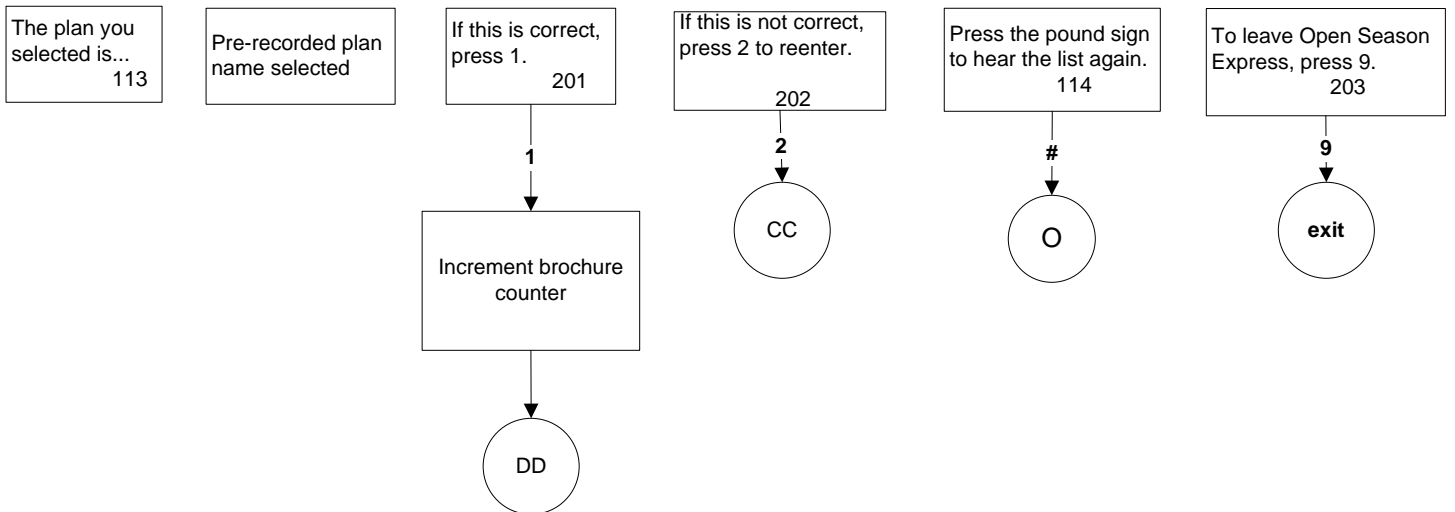 The plan you
selected is...
113
Pre-recorded plan
name selected
If this is correct,
press 1.
201
If this is not correct,
press 2 to reenter.
202
Press the pound sign
to hear the list again.
114
To leave Open Season
Express, press 9.
203
1
2
#
9
Increment brochure
counter
CC
O
exit
DD